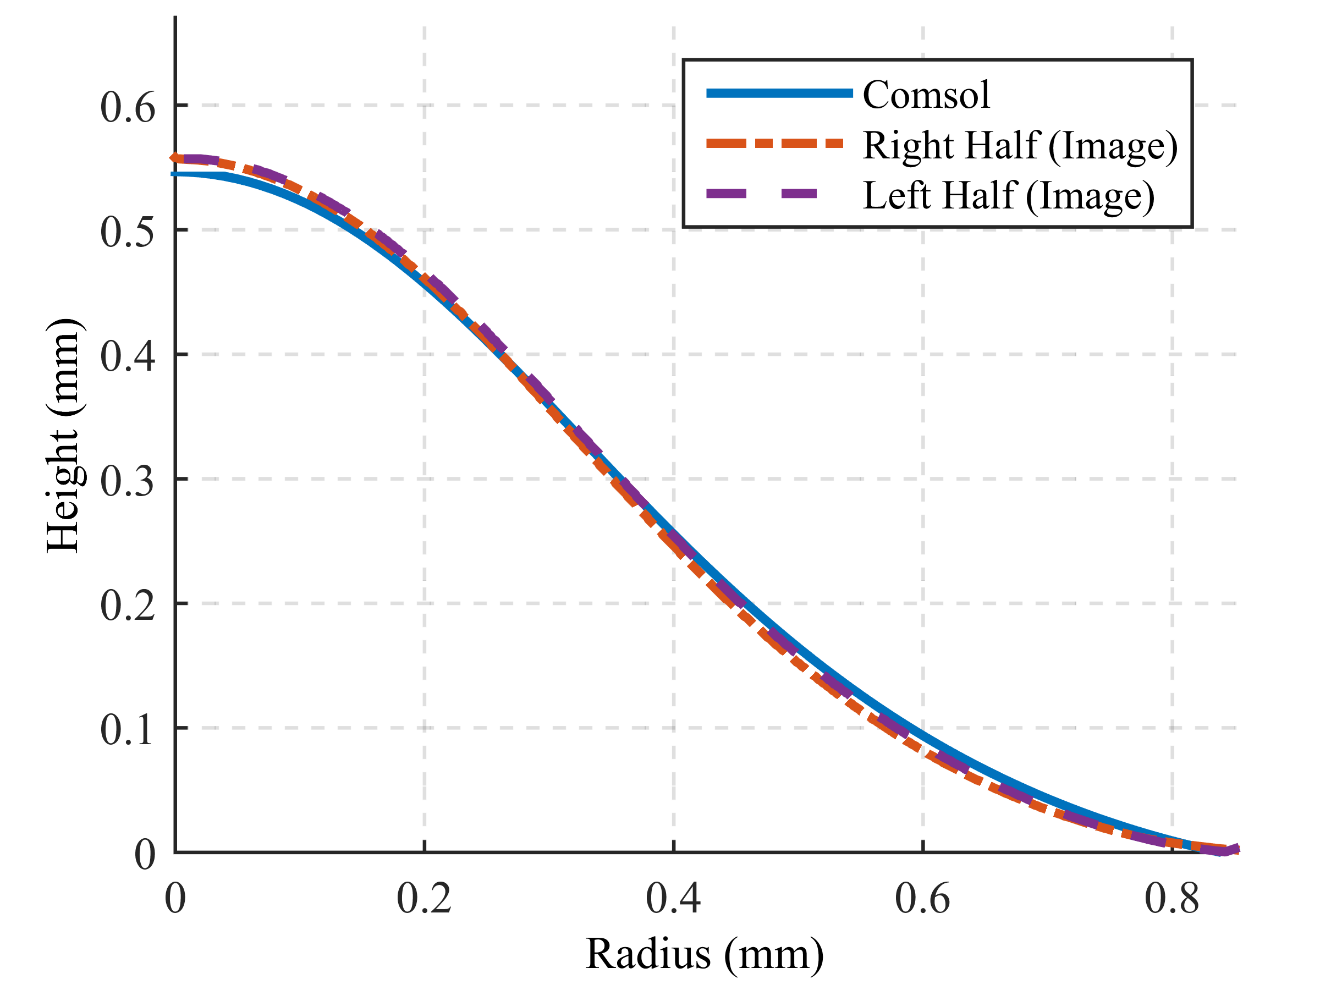 0.6
0.5
0.4
0.3
0.2
0.1
0
Height (mm)
Comsol
Right Half (Image)
Left Half (Image)
0 0.2 0.4 0.6 0.8
Radius (mm)